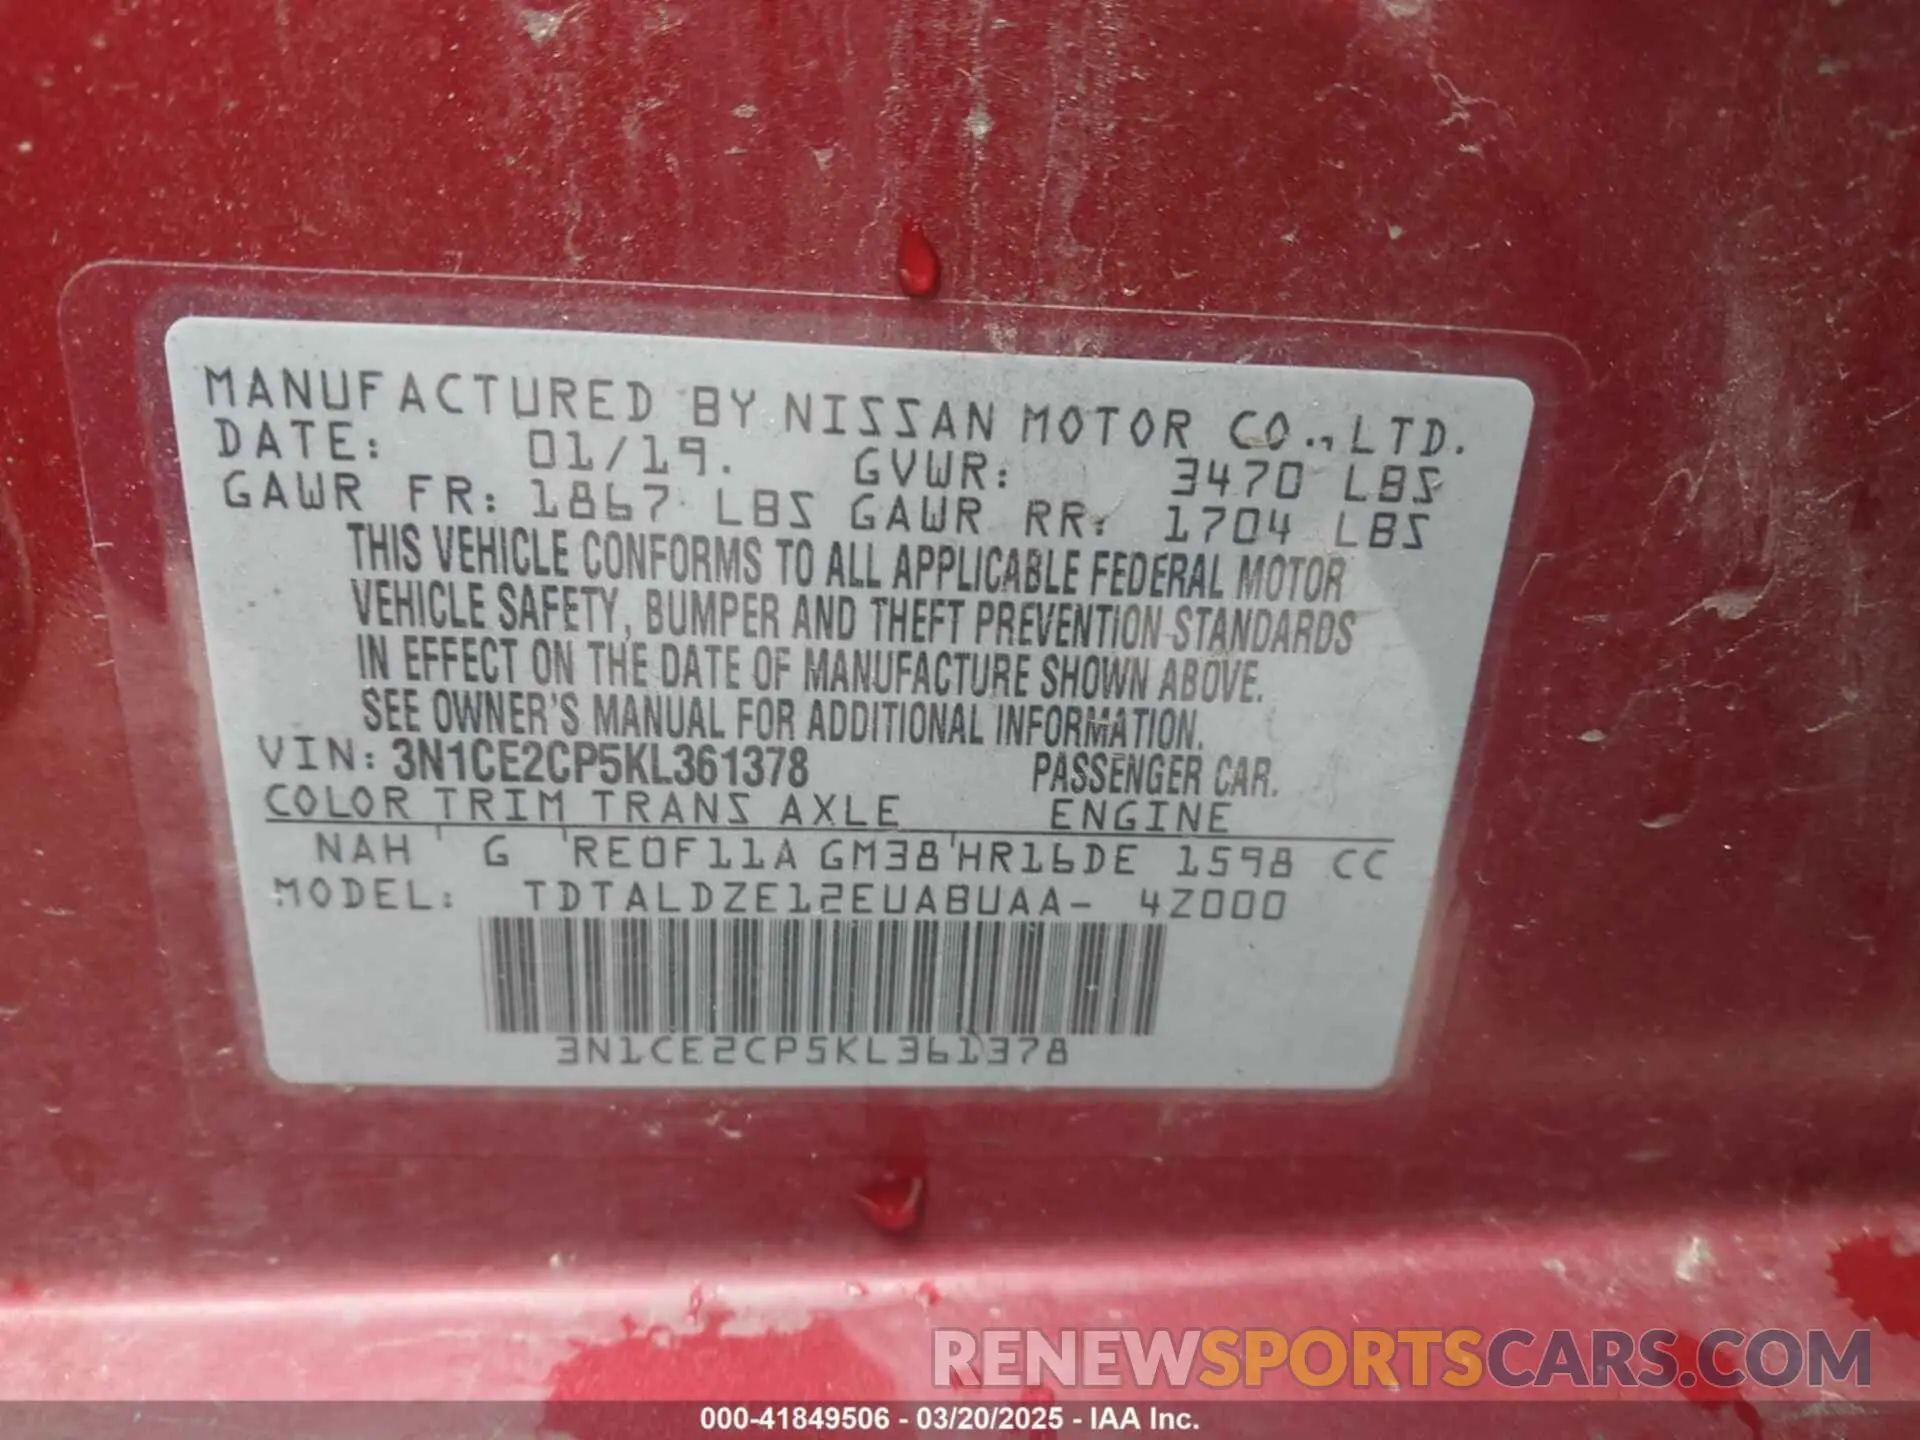 MANUFACTURED BY NISSAN MOTOR CO., LTD.
DATE: 01/19. GVWR: 3470 LBS
GAWR FR: 1867 LBS GAWR RR: 1704 LBS
THIS VEHICLE CONFORMS TO ALL APPLICABLE FEDERAL MOTOR
VEHICLE SAFETY, BUMPER AND THEFT PREVENTION STANDARDS
IN EFFECT ON THE DATE OF MANUFACTURE SHOWN ABOVE.
SEE OWNER'S MANUAL FOR ADDITIONAL INFORMATION.
VIN: 3N1CE2CP5KL361378 PASSENGER CAR.
COLOR TRIM TRANS AXLE ENGINE
NAH G RE0F11A GM38 HR16DE 1598 CC
MODEL: TDTALDZE12EUABUAA- 4Z000
3N1CE2CP5KL361378
RENEWSPORTSCARS.COM
000-41849506 - 03/20/2025 - IAA Inc.